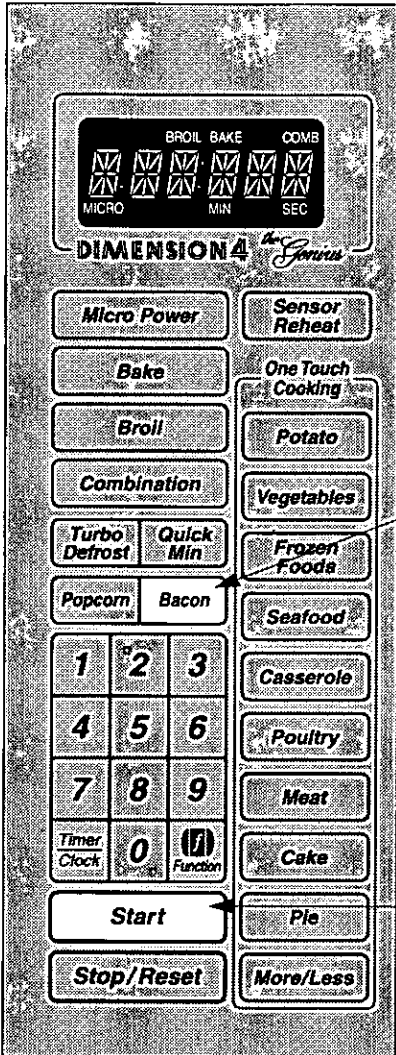 BROIL BAKE COMB
MICRO MIN SEC
DIMENSION 4 the Genius
Micro Power
Bake
Broil
Combination
Turbo
Defrost
Quick
Min
Popcorn
Bacon
1 2 3
4 5 6
7 8 9
Timer
Clock
0
Function
Start
Stop/Reset
Sensor
Reheat
One Touch
Cooking
Potato
Vegetables
Frozen
Foods
Seafood
Casserole
Poultry
Meat
Cake
Pie
More/Less